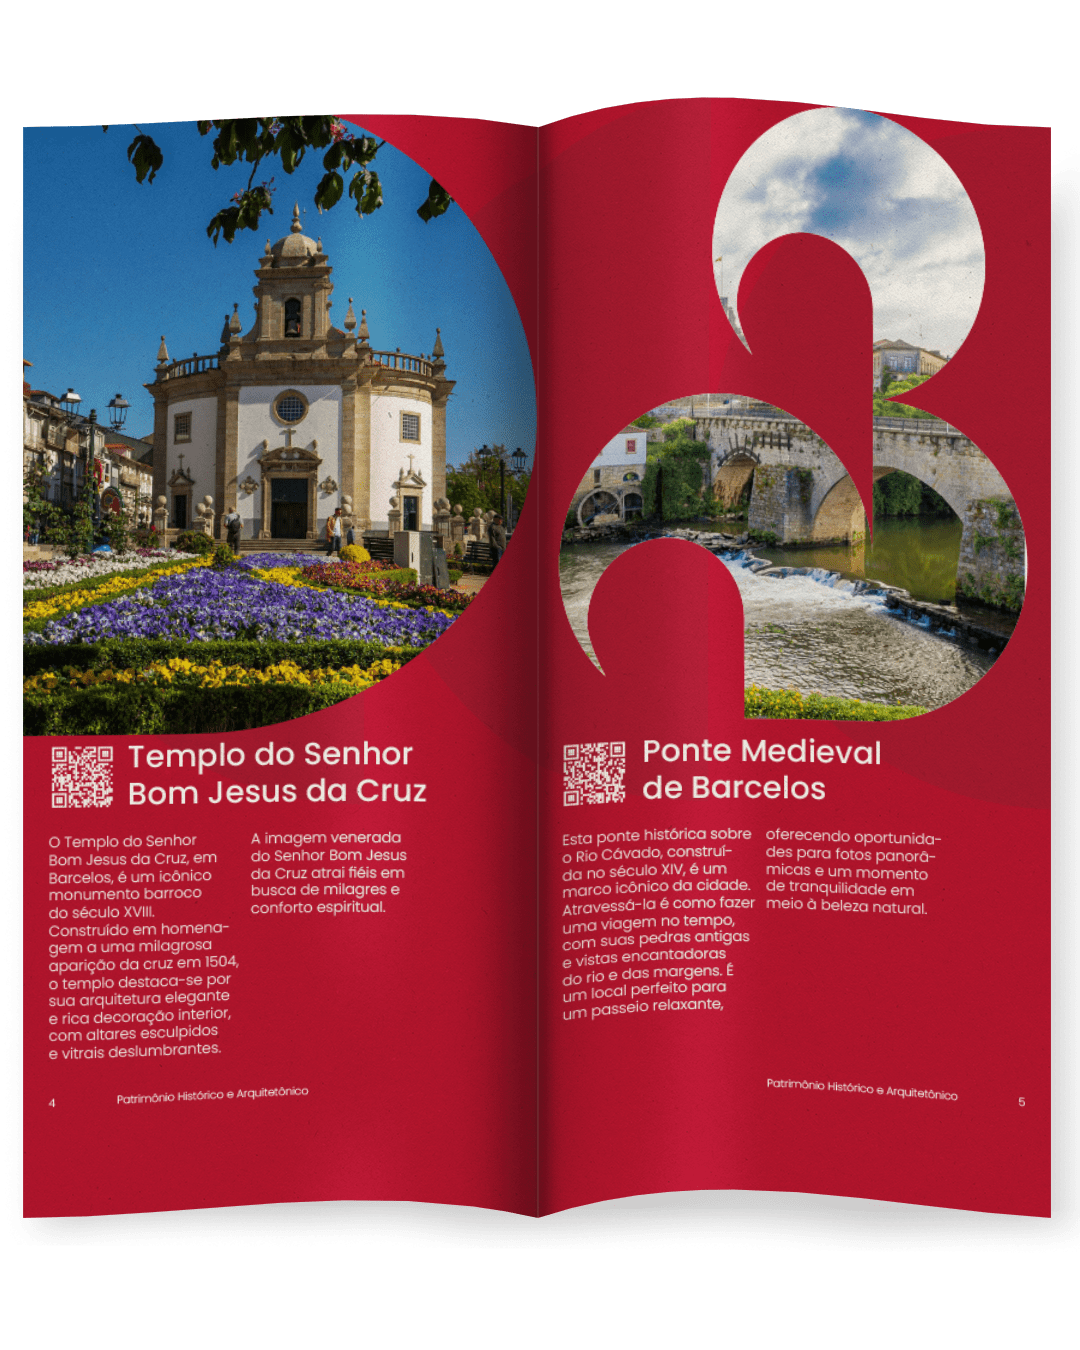 Templo do Senhor
Bom Jesus da Cruz
O Templo do Senhor
Bom Jesus da Cruz, em
Barcelos, é um icônico
monumento barroco
do século XVIII.
Construído em homena-
gem a uma milagrosa
aparição da cruz em 1504,
o templo destaca-se por
sua arquitetura elegante
e rica decoração interior,
com altares esculpidos
e vitrais deslumbrantes.
A imagem venerada
do Senhor Bom Jesus
da Cruz atrai fiéis em
busca de milagres e
conforto espiritual.
4
Patrimônio Histórico e Arquitetônico
Ponte Medieval
de Barcelos
Esta ponte histórica sobre
o Rio Cávado, construí-
da no século XIV, é um
marco icônico da cidade.
Atravessá-la é como fazer
uma viagem no tempo,
com suas pedras antigas
e vistas encantadoras
do rio e das margens. É
um local perfeito para
um passeio relaxante,
oferecendo oportunida-
des para fotos panorâ-
micas e um momento
de tranquilidade em
meio à beleza natural.
Patrimônio Histórico e Arquitetônico
5